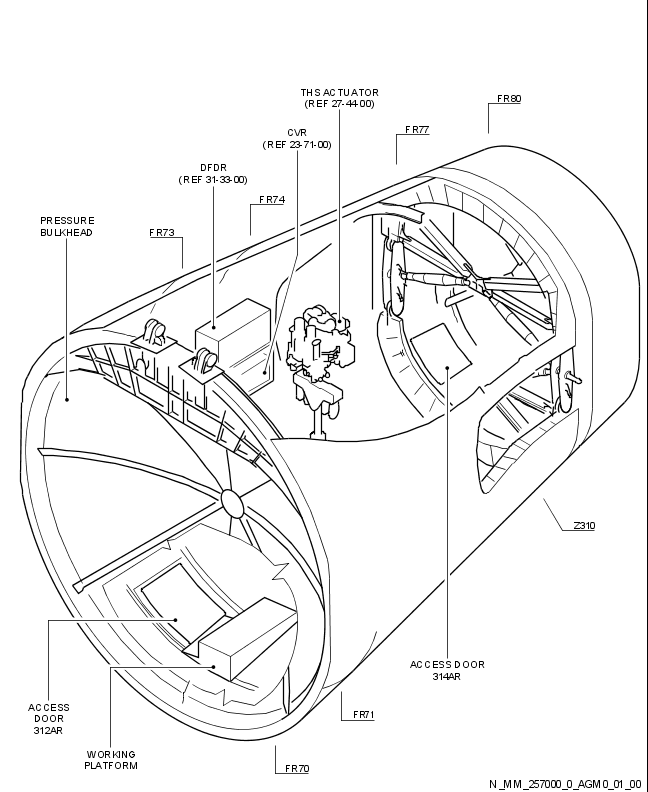 THS ACTUATOR
(REF 27-44-00)
FR80
CVR
(REF 23-71-00)
FR77
DFDR
(REF 31-33-00)
FR74
PRESSURE
BULKHEAD
FR73
Z310
ACCESS DOOR
314AR
ACCESS
DOOR
312AR
FR71
WORKING
PLATFORM
FR70
N_MM_257000_0_AGM0_01_00